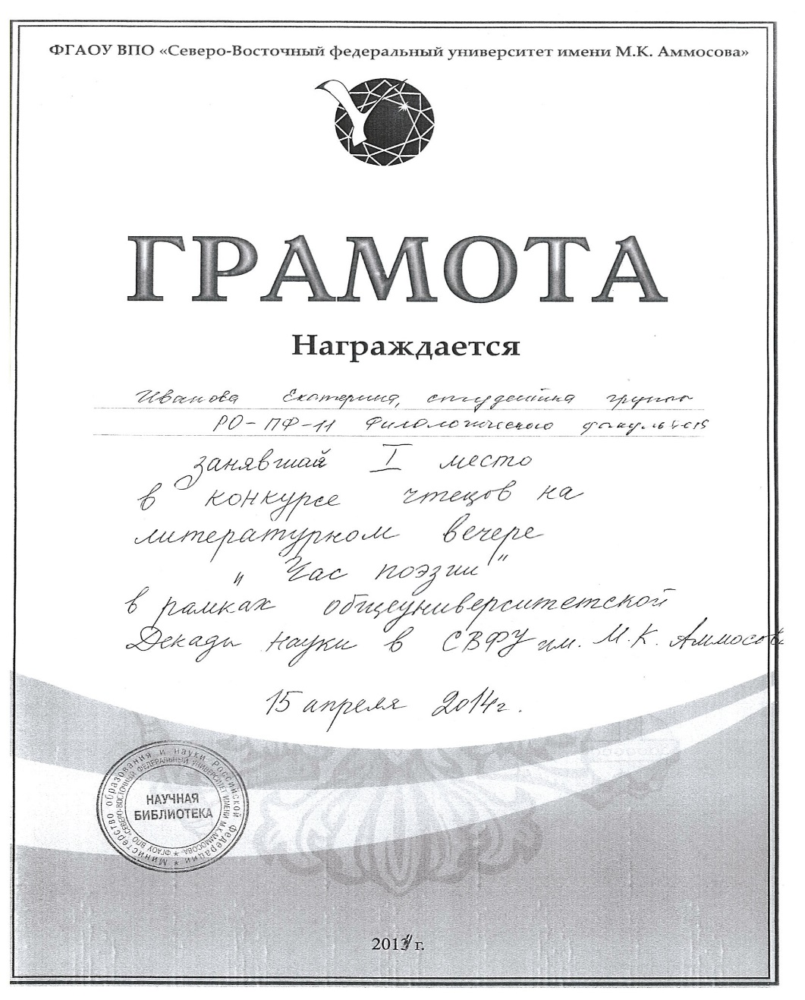 ФГАОУ ВПО «Северо-Восточный федеральный университет имени М.К. Аммосова»
ГРАМОТА
Награждается
Иванова Екатерина, студентка группы
РО-ПФ-11 Филологического факультета
занявшая I место
в конкурсе чтецов на
литературном вечере
„Час поэзии"
в рамках общеуниверситетской
Декады науки в СВФУ им. М.К. Аммосова
15 апреля 2014г.
Министерство образования и науки Российской Федерации
ФГАОУ ВПО «СЕВЕРО-ВОСТОЧНЫЙ ФЕДЕРАЛЬНЫЙ УНИВЕРСИТЕТ ИМЕНИ М.К.АММОСОВА»
НАУЧНАЯ
БИБЛИОТЕКА
2014 г.